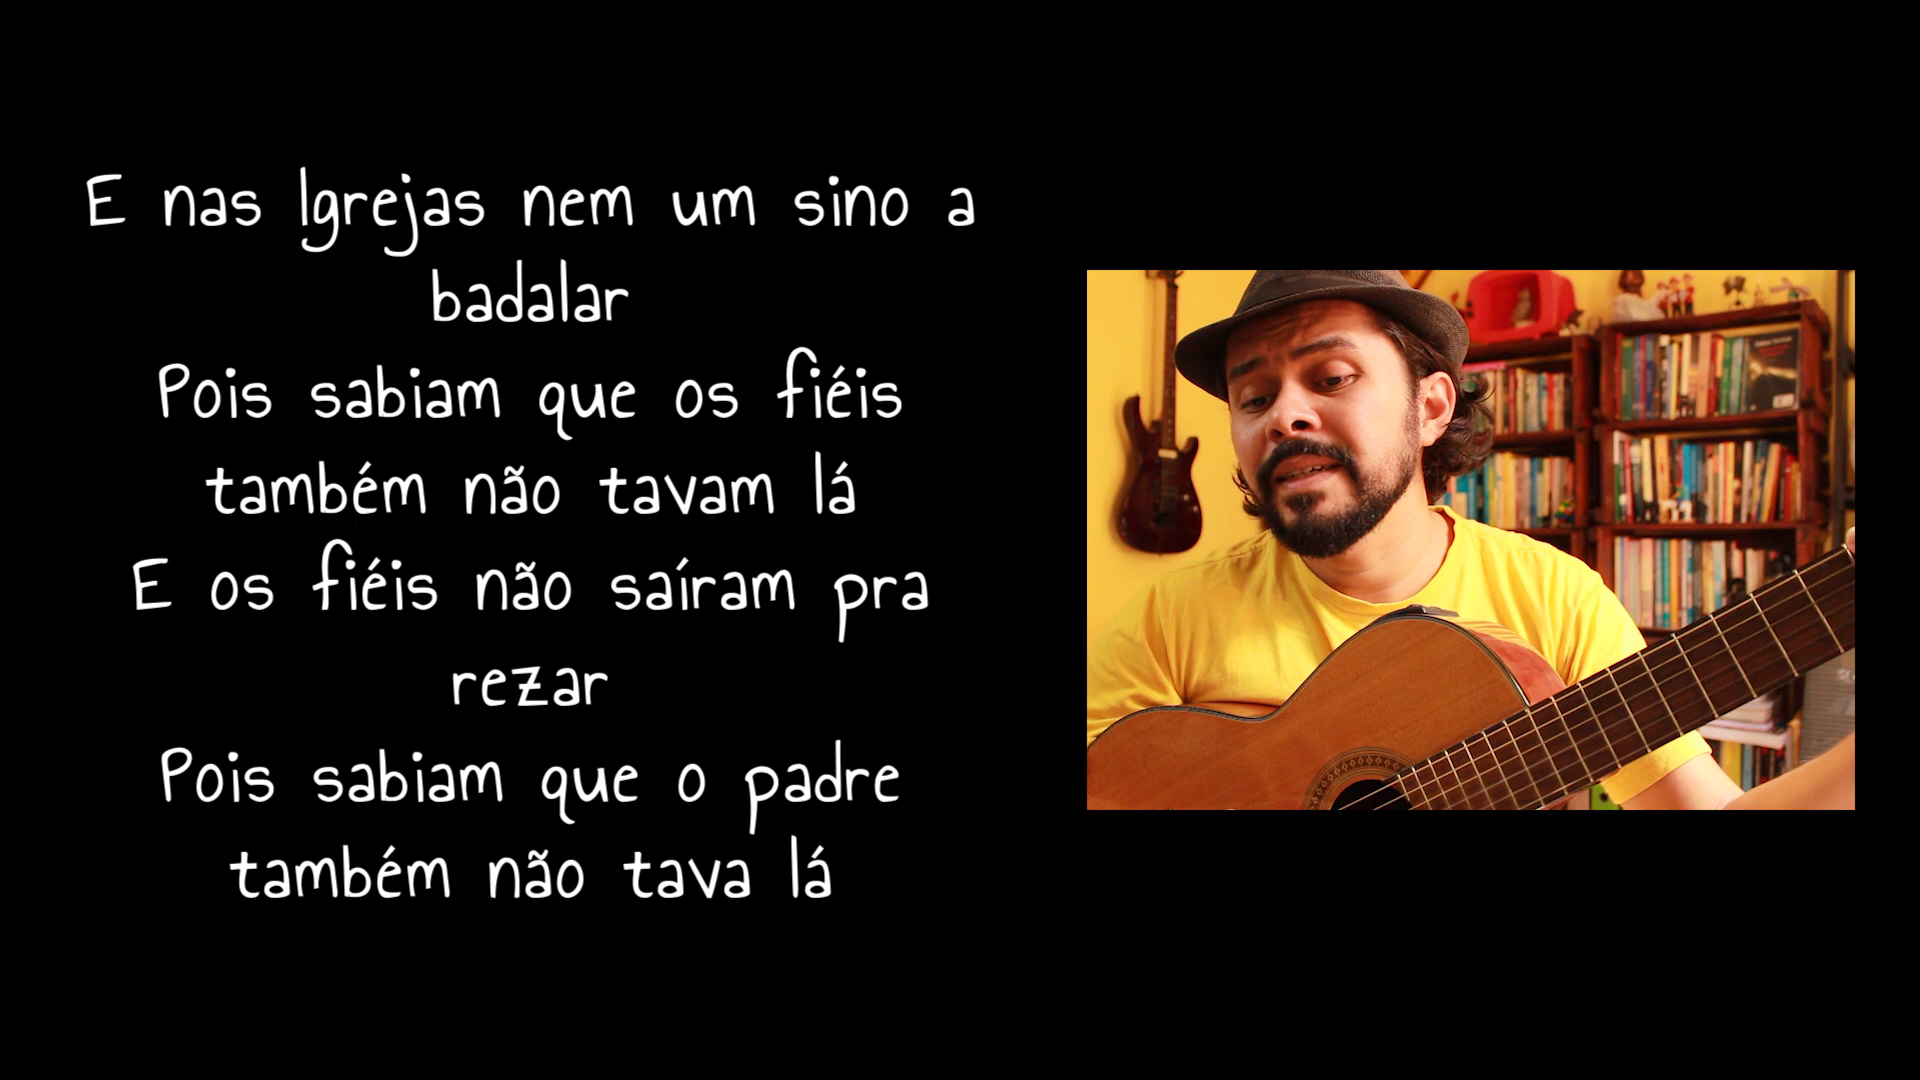 E nas Igrejas nem um sino a
badalar
Pois sabiam que os fiéis
também não tavam lá
E os fiéis não saíram pra
rezar
Pois sabiam que o padre
também não tava lá